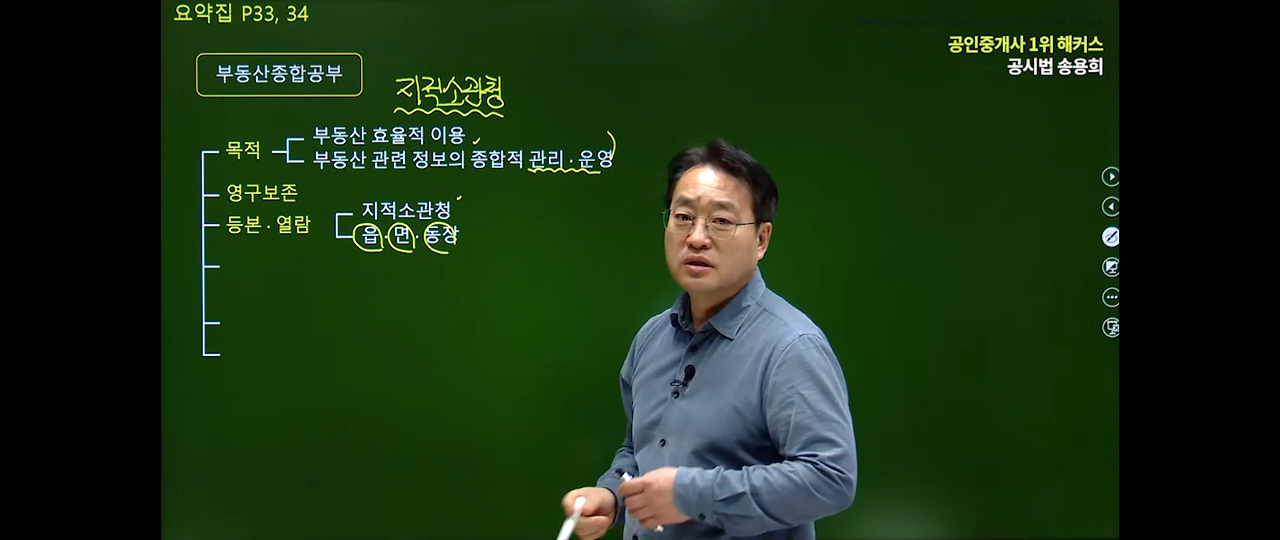 요약집 P33, 34
공인중개사 1위 해커스
공시법 송용희
부동산종합공부
지적소관청
목적
부동산 효율적 이용
부동산 관련 정보의 종합적 관리·운영
영구보존
등본·열람
지적소관청
읍·면·동장